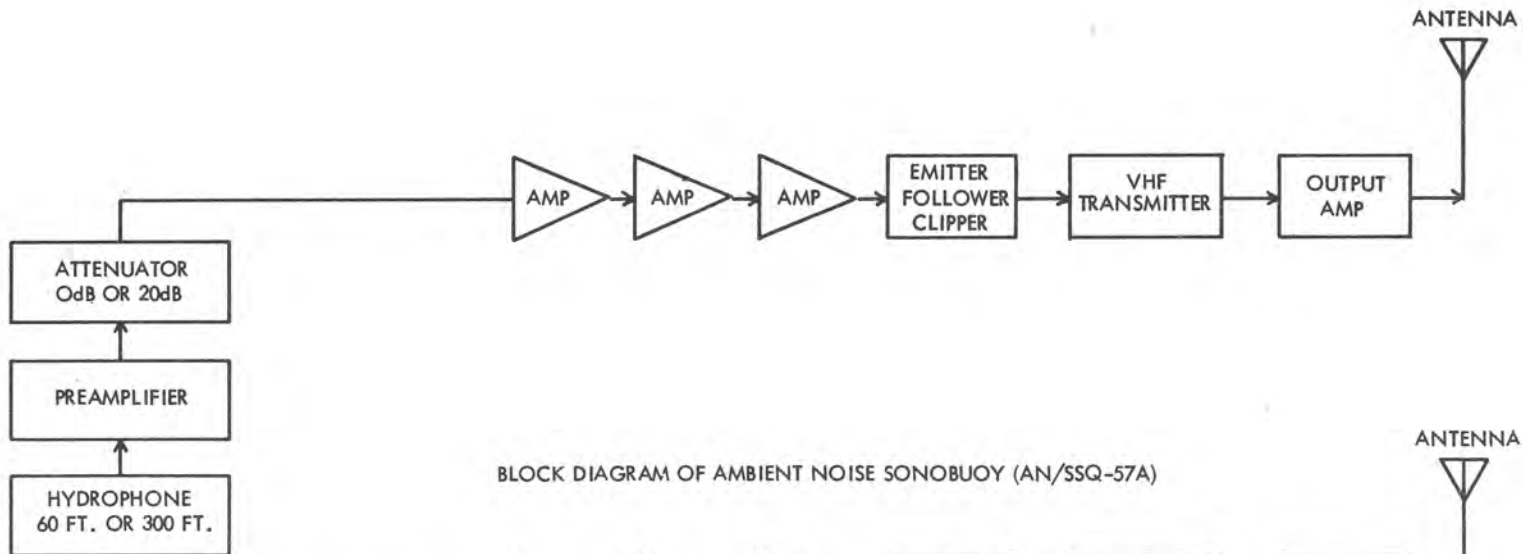 ANTENNA
AMP
AMP
AMP
EMITTER
FOLLOWER
CLIPPER
VHF
TRANSMITTER
OUTPUT
AMP
ATTENUATOR
0dB OR 20dB
PREAMPLIFIER
HYDROPHONE
60 FT. OR 300 FT.
BLOCK DIAGRAM OF AMBIENT NOISE SONOBUOY (AN/SSQ-57A)
ANTENNA